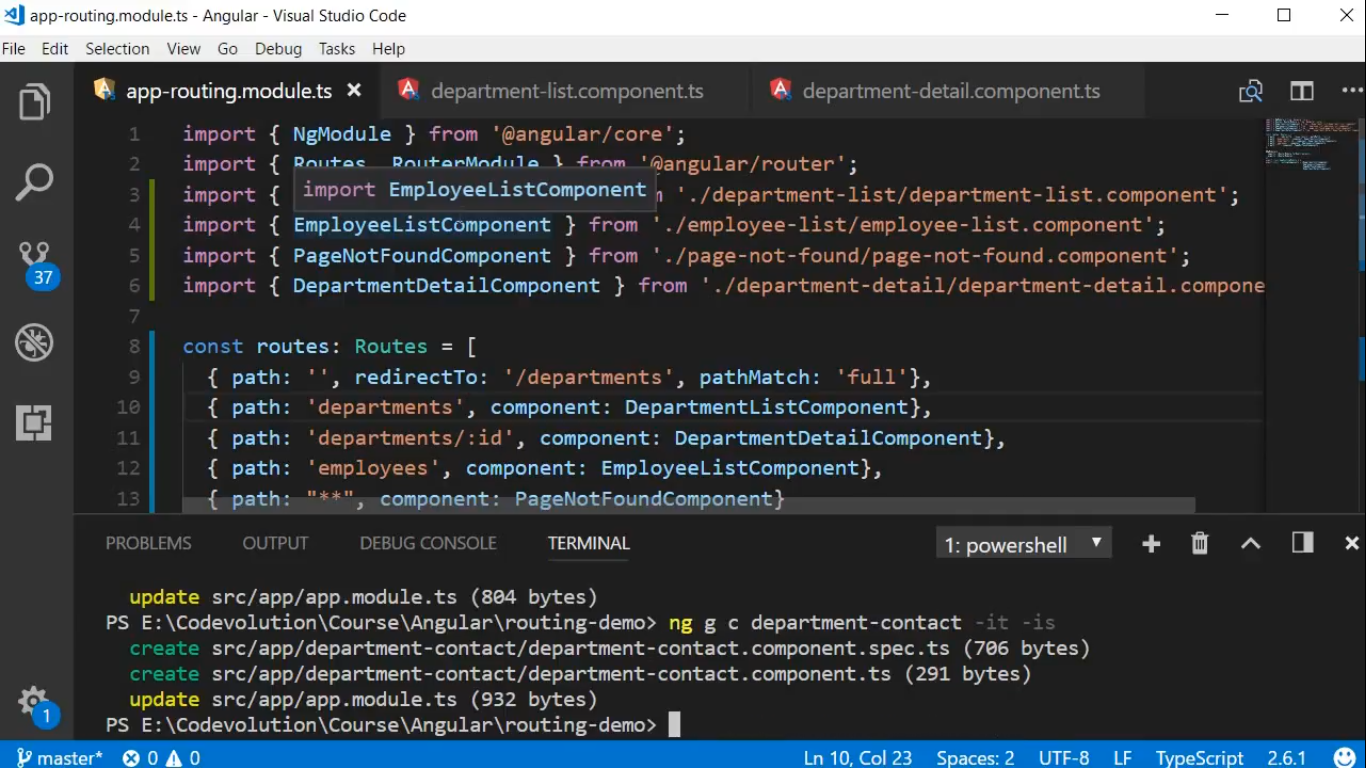 app-routing.module.ts - Angular - Visual Studio Code
File Edit Selection View Go Debug Tasks Help
app-routing.module.ts department-list.component.ts department-detail.component.ts
1 import { NgModule } from '@angular/core';
2 import { Routes, RouterModule } from '@angular/router';
import EmployeeListComponent
3 import { './department-list/department-list.component';
4 import { EmployeeListComponent } from './employee-list/employee-list.component';
5 import { PageNotFoundComponent } from './page-not-found/page-not-found.component';
6 import { DepartmentDetailComponent } from './department-detail/department-detail.compone
7
8 const routes: Routes = [
9 { path: '', redirectTo: '/departments', pathMatch: 'full'},
10 { path: 'departments', component: DepartmentListComponent},
11 { path: 'departments/:id', component: DepartmentDetailComponent},
12 { path: 'employees', component: EmployeeListComponent},
13 { path: "**", component: PageNotFoundComponent}
37
PROBLEMS OUTPUT DEBUG CONSOLE TERMINAL 1: powershell
update src/app/app.module.ts (804 bytes)
PS E:\Codevolution\Course\Angular\routing-demo> ng g c department-contact -it -is
create src/app/department-contact/department-contact.component.spec.ts (706 bytes)
create src/app/department-contact/department-contact.component.ts (291 bytes)
update src/app/app.module.ts (932 bytes)
PS E:\Codevolution\Course\Angular\routing-demo>
1
master* 0 0 Ln 10, Col 23 Spaces: 2 UTF-8 LF TypeScript 2.6.1